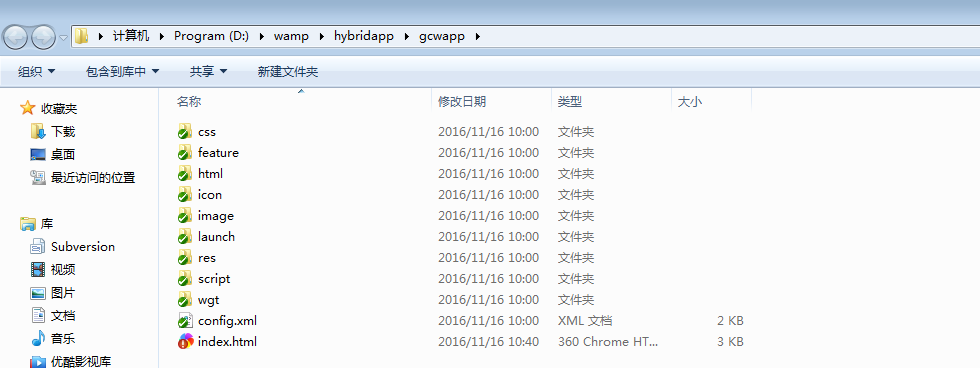 计算机 Program (D:) wamp hybridapp gcwapp
组织 包含到库中 共享 新建文件夹
收藏夹
下载
桌面
最近访问的位置
库
Subversion
视频
图片
文档
音乐
优酷影视库
名称 修改日期 类型 大小
css 2016/11/16 10:00 文件夹
feature 2016/11/16 10:00 文件夹
html 2016/11/16 10:00 文件夹
icon 2016/11/16 10:00 文件夹
image 2016/11/16 10:00 文件夹
launch 2016/11/16 10:00 文件夹
res 2016/11/16 10:00 文件夹
script 2016/11/16 10:00 文件夹
wgt 2016/11/16 10:00 文件夹
config.xml 2016/11/16 10:00 XML 文档 2 KB
index.html 2016/11/16 10:40 360 Chrome HT... 3 KB